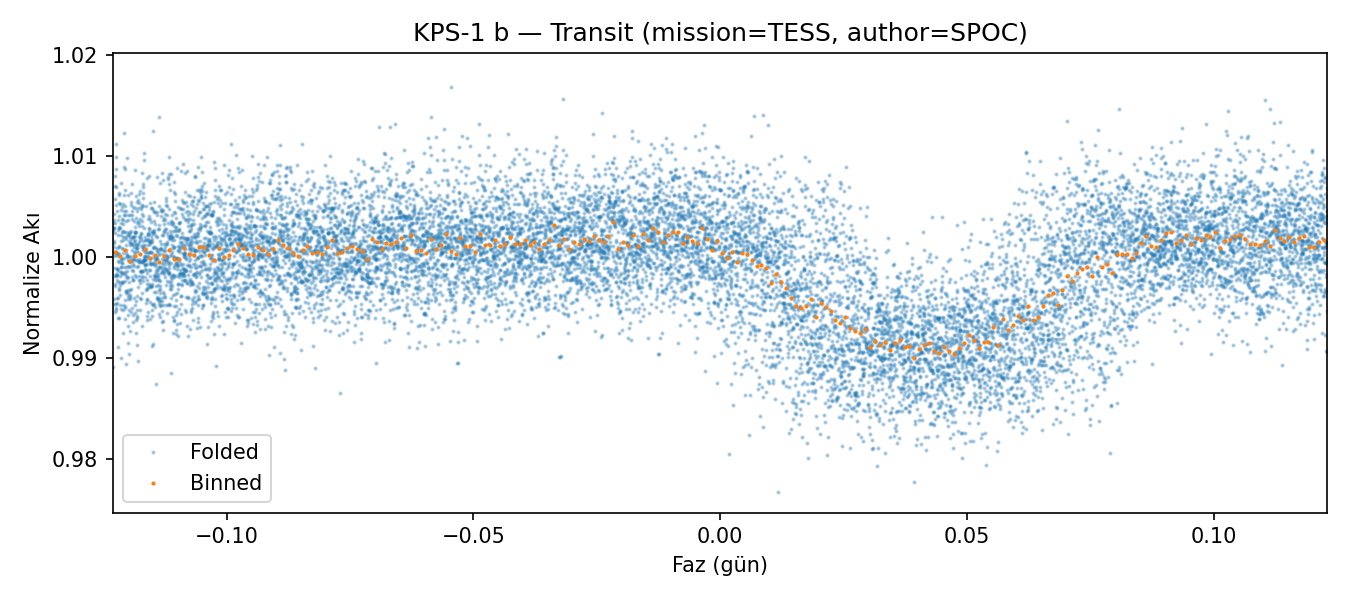 KPS-1 b — Transit (mission=TESS, author=SPOC)
Normalize Akı
1.02
1.01
1.00
0.99
0.98
Folded
Binned
−0.10
−0.05
0.00
0.05
0.10
Faz (gün)